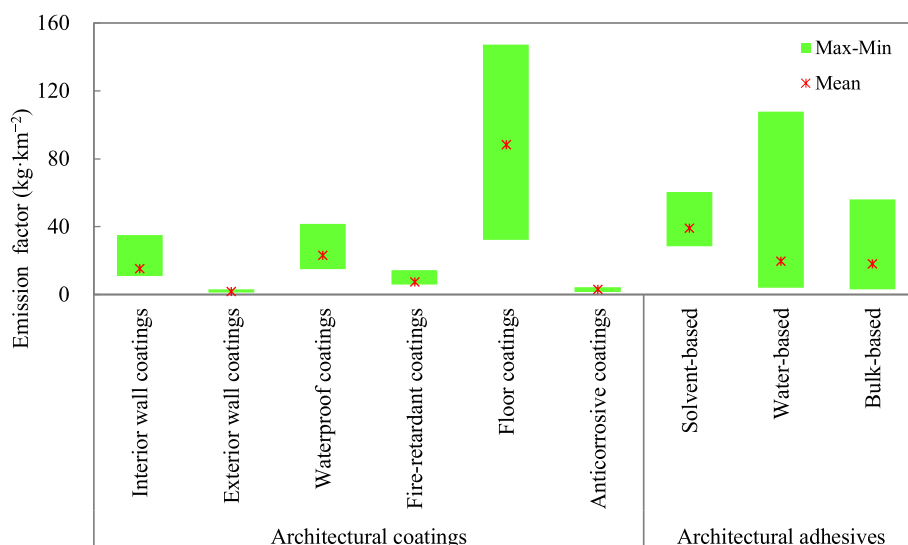 Emission factor (kg·km⁻²)
160
120
80
40
0
Max-Min
Mean
Interior wall coatings
Exterior wall coatings
Waterproof coatings
Fire-retardant coatings
Floor coatings
Anticorrosive coatings
Solvent-based
Water-based
Bulk-based
Architectural coatings
Architectural adhesives